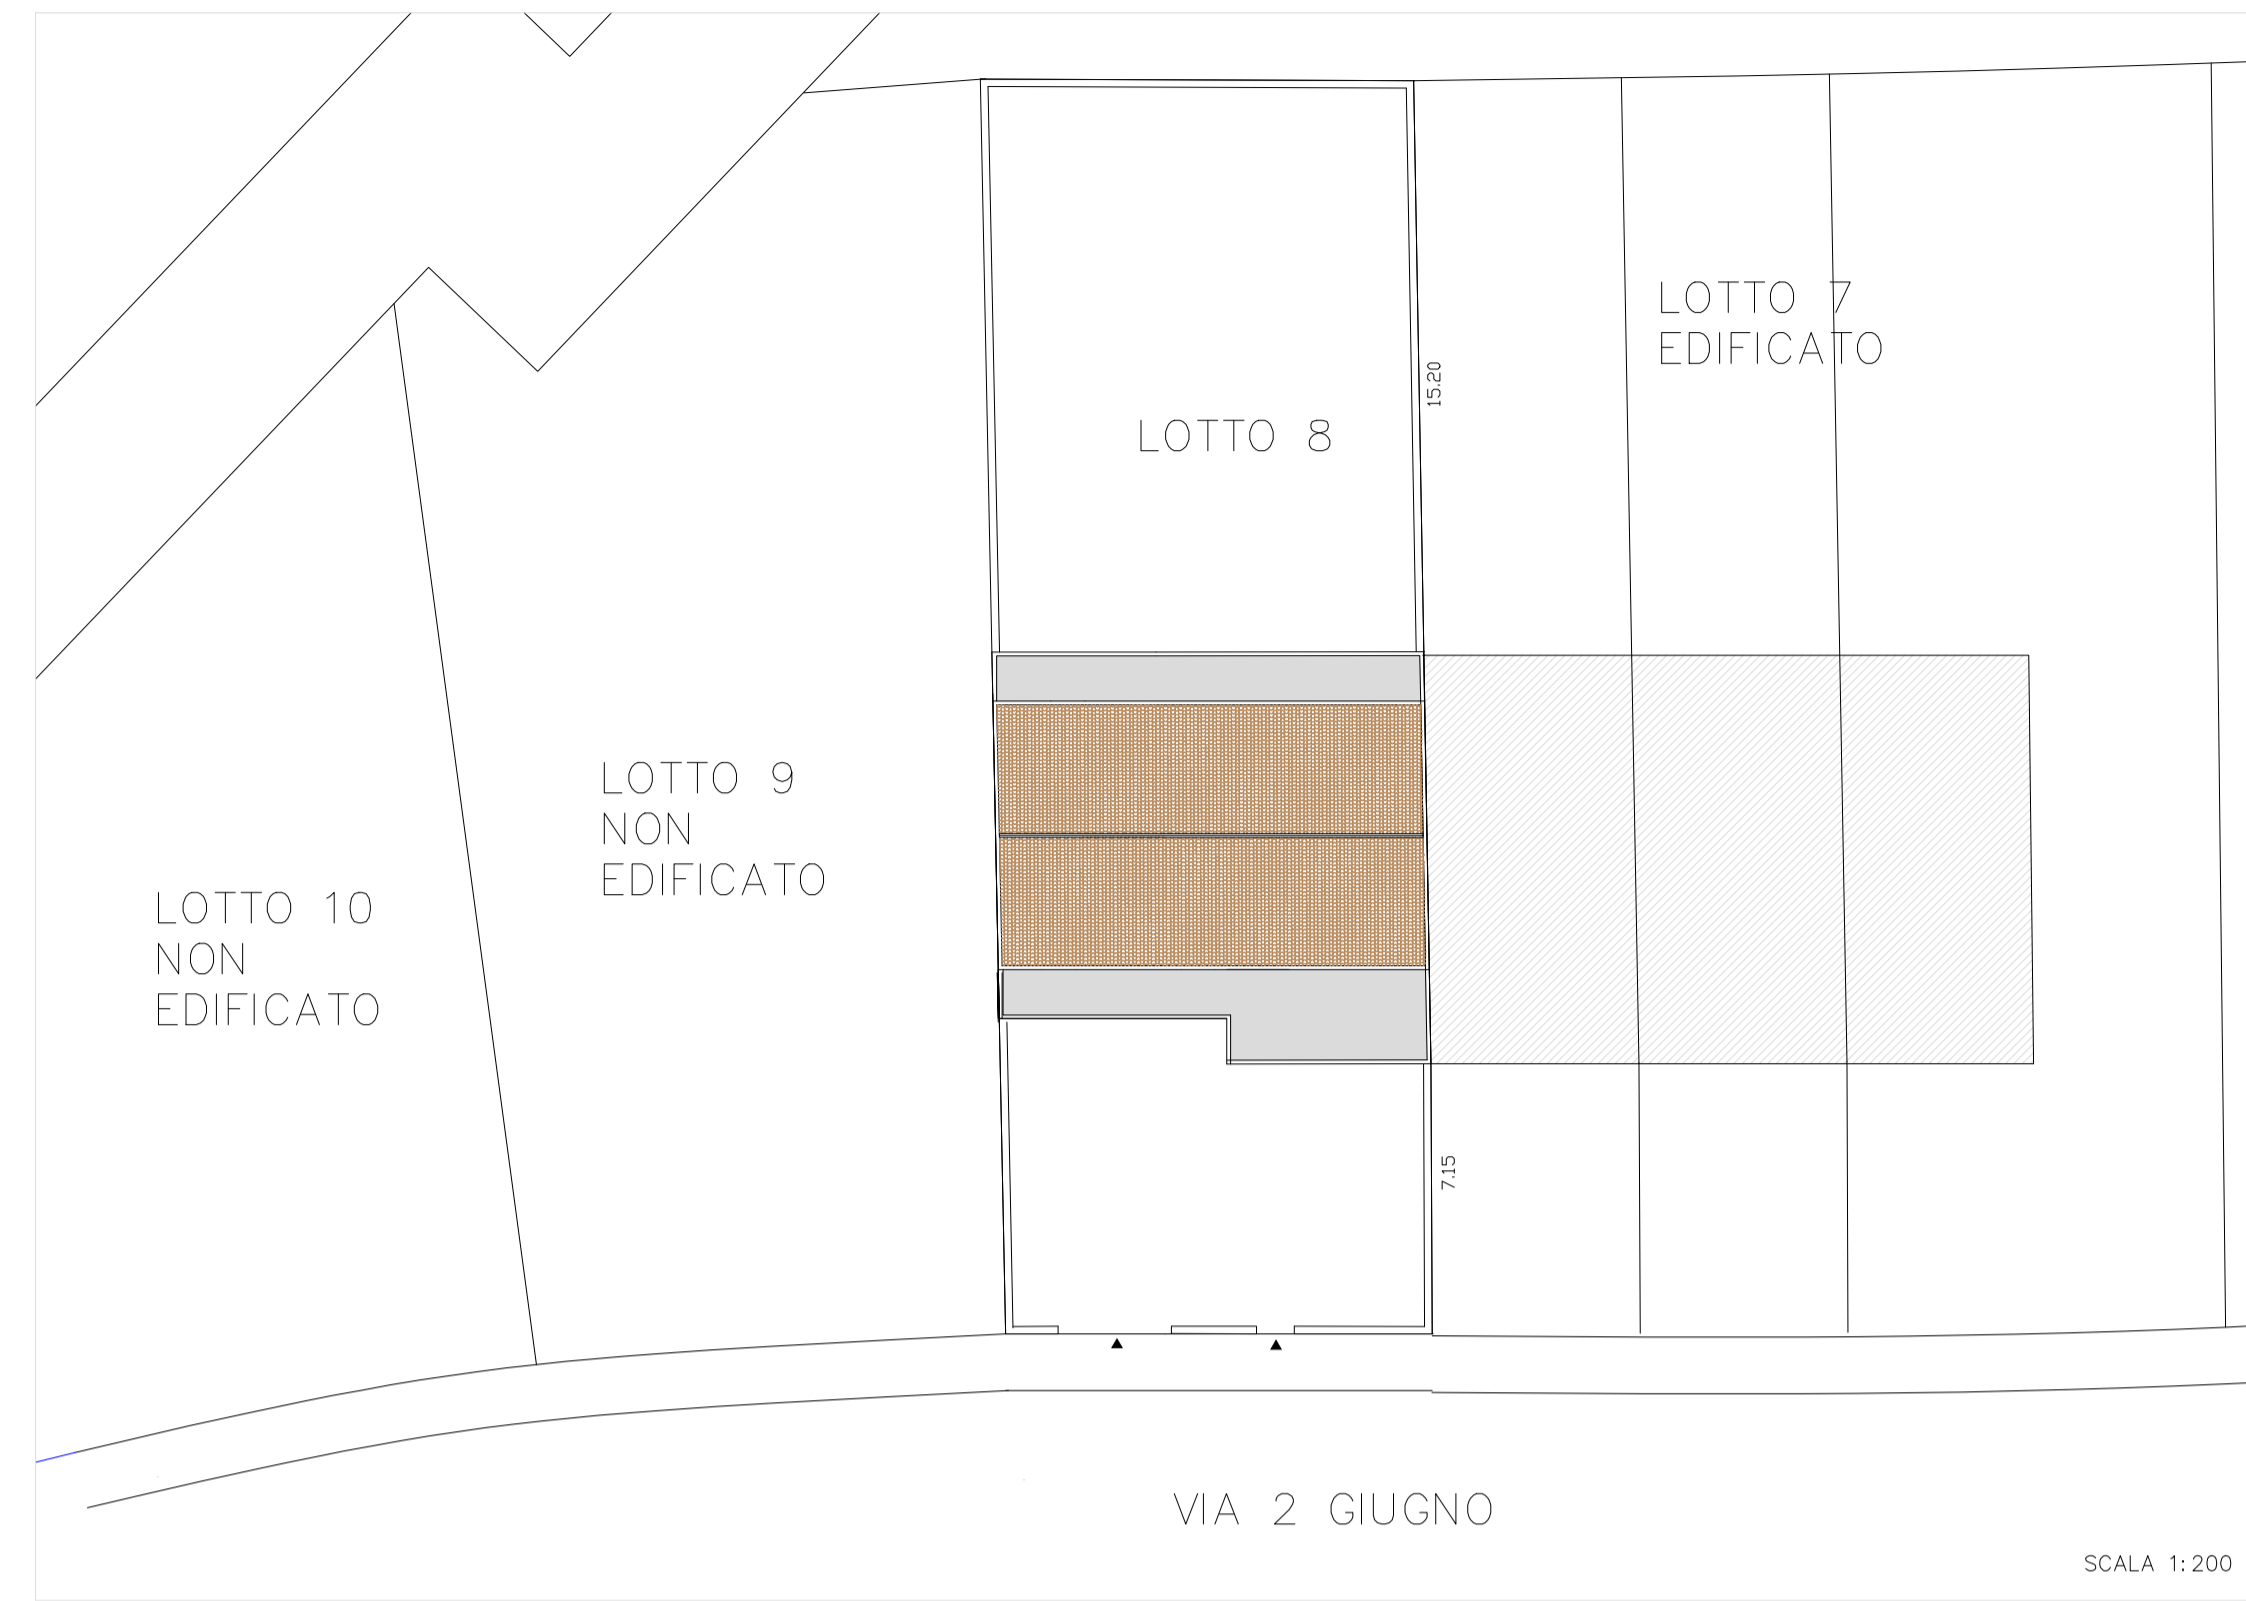 LOTTO 7
EDIFICATO
15.20
LOTTO 8
LOTTO 9
NON
EDIFICATO
LOTTO 10
NON
EDIFICATO
7.15
VIA 2 GIUGNO
SCALA 1:200